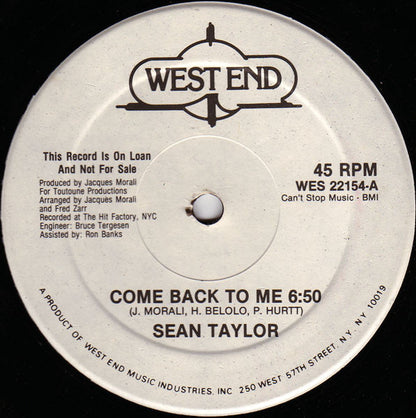 WEST END
This Record Is On Loan
And Not For Sale
Produced by Jacques Morali
For Toutoune Productions
Arranged by Jacques Morali
and Fred Zarr
Recorded at The Hit Factory, NYC
Engineer: Bruce Tergesen
Assisted by: Ron Banks
45 RPM
WES 22154-A
Can't Stop Music - BMI
COME BACK TO ME 6:50
(J. MORALI, H. BELOLO, P. HURTT)
SEAN TAYLOR
A PRODUCT OF WEST END MUSIC INDUSTRIES, INC 250 WEST 57TH STREET, N.Y. N.Y. 10019